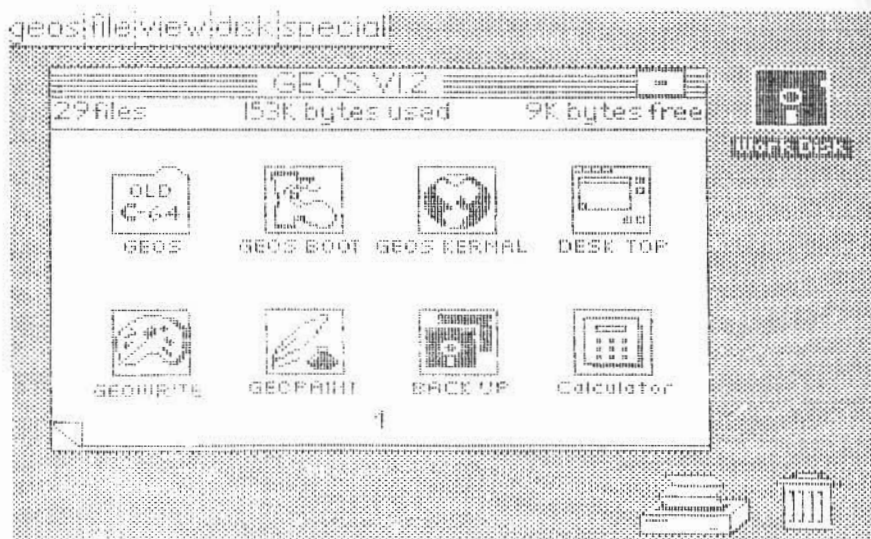 geos file view disk special
GEOS V1.2
29 files 153K bytes used 9K bytes free
WORK DISK
OLD
C-64
GEOS GEOS BOOT GEOS KERNAL DESK TOP
GEOWRITE GEOPAINT BACK UP Calculator
1